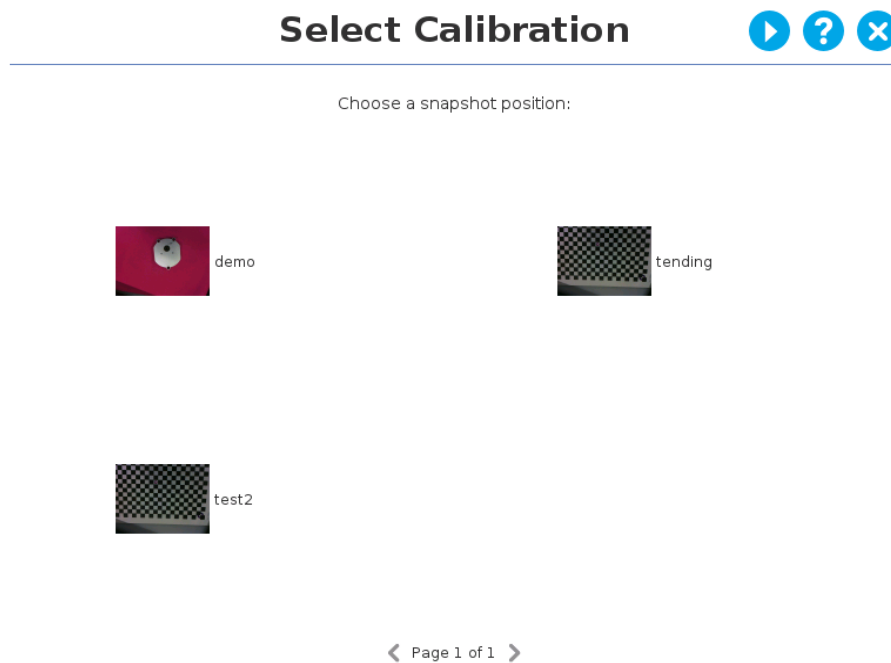 Select Calibration
Choose a snapshot position:
demo
tending
test2
Page 1 of 1